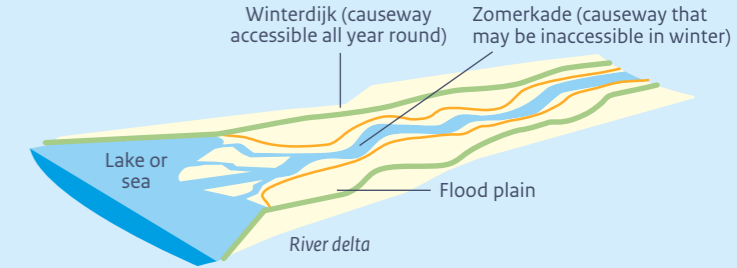 Winterdijk (causeway
accessible all year round)
Zomerkade (causeway that
may be inaccessible in winter)
Lake or
sea
Flood plain
River delta